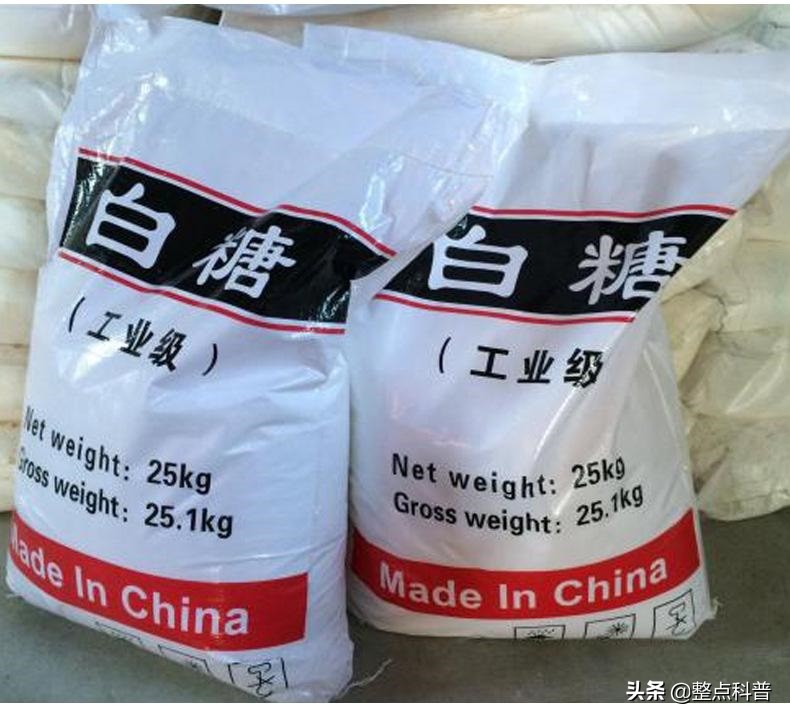 白糖
(工业级)
Net weight: 25kg
Gross weight: 25.1kg
Made In China
白糖
(工业级
Net weight: 25kg
Gross weight: 25.1kg
Made In China
头条 @整点科普